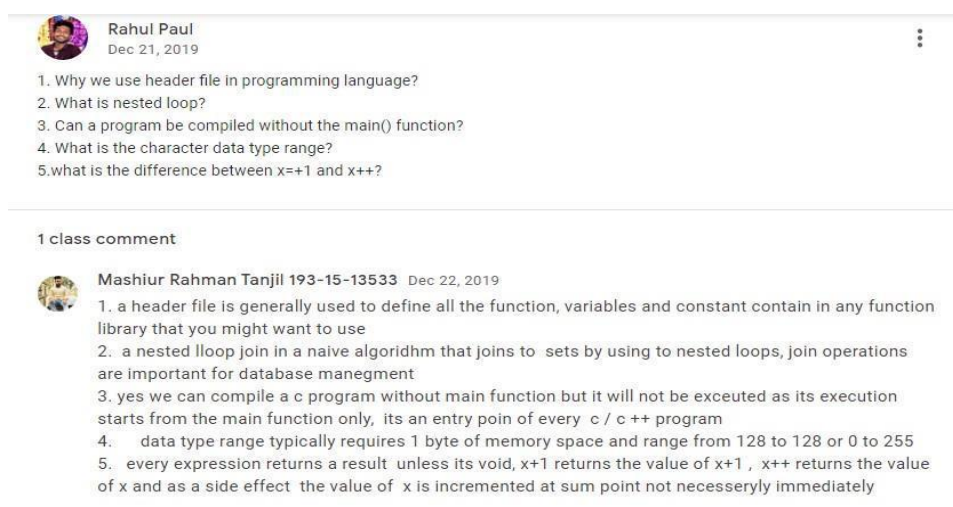 Rahul Paul
Dec 21, 2019
1. Why we use header file in programming language?
2. What is nested loop?
3. Can a program be compiled without the main() function?
4. What is the character data type range?
5.what is the difference between x=+1 and x++?
1 class comment
Mashiur Rahman Tanjil 193-15-13533 Dec 22, 2019
1. a header file is generally used to define all the function, variables and constant contain in any function
library that you might want to use
2. a nested lloop join in a naive algoridhm that joins to sets by using to nested loops, join operations
are important for database manegment
3. yes we can compile a c program without main function but it will not be exceuted as its execution
starts from the main function only, its an entry poin of every c / c ++ program
4. data type range typically requires 1 byte of memory space and range from 128 to 128 or 0 to 255
5. every expression returns a result unless its void, x+1 returns the value of x+1 , x++ returns the value
of x and as a side effect the value of x is incremented at sum point not necesseryly immediately